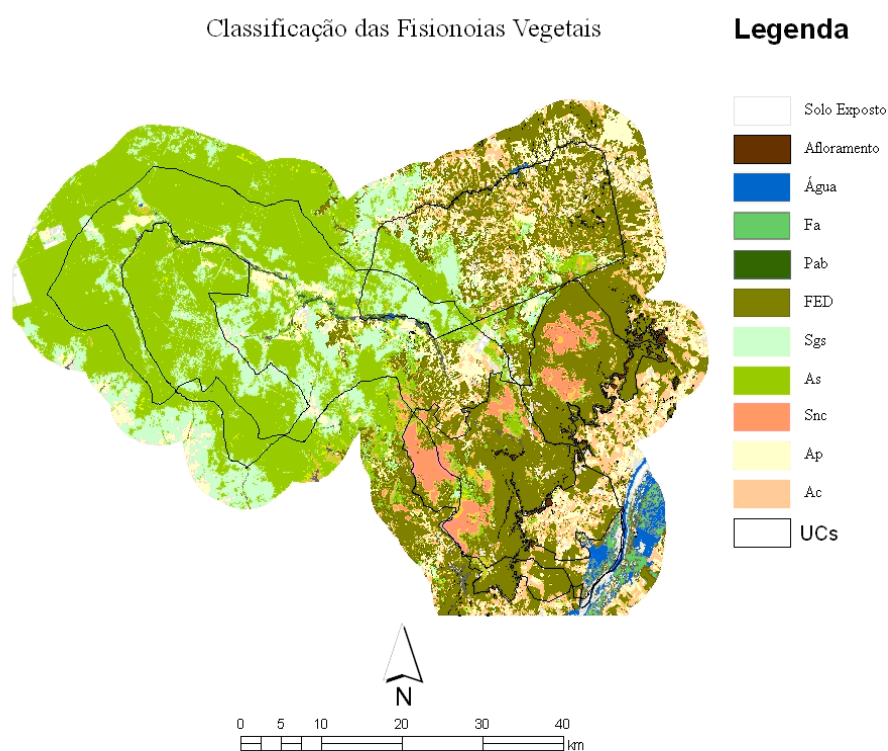 Classificação das Fisionoias Vegetais
Legenda
Solo Exposto
Afloramento
Água
Fa
Pab
FED
Sgs
As
Snc
Ap
Ac
UCs
N
0 5 10 20 30 40
km